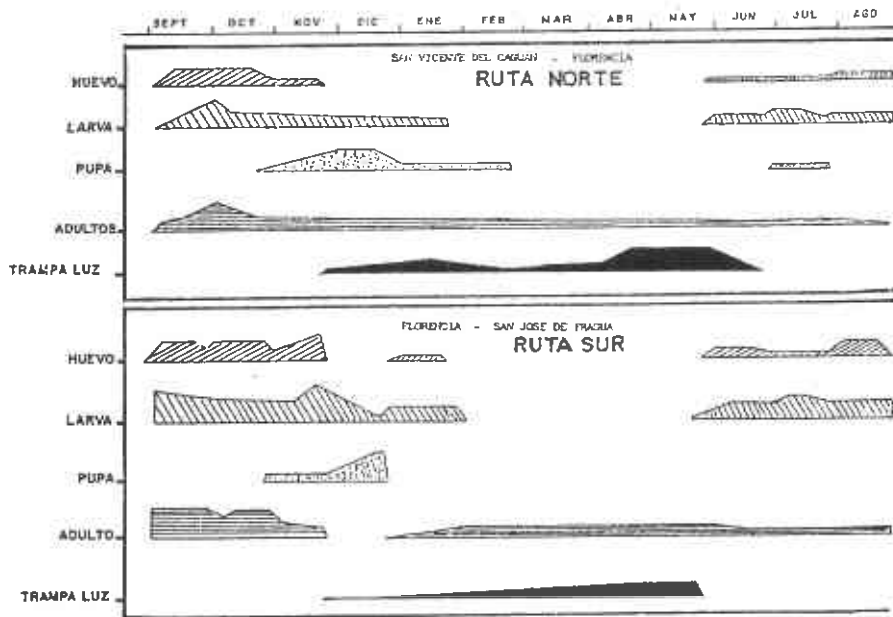 SEPT OCT NOV DIC ENE FEB MAR ABR MAY JUN JUL AGO
SAN VICENTE DEL CAGUAN - FLORENCIA
RUTA NORTE
HUEVO
LARVA
PUPA
ADULTOS
TRAMPA LUZ
FLORENCIA - SAN JOSE DE FRAGUA
RUTA SUR
HUEVO
LARVA
PUPA
ADULTO
TRAMPA LUZ